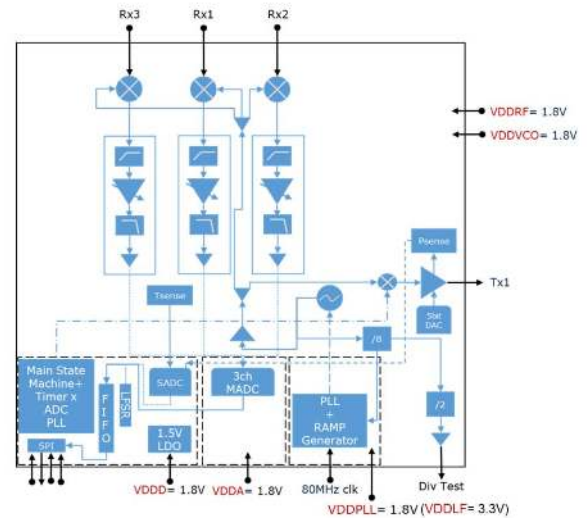 Rx3
Rx1
Rx2
VDDRF= 1.8V
VDDVCO= 1.8V
Psense
Tx1
5bit
DAC
Tsense
/8
/2
Main State
Machine+
Timer x
ADC
PLL
FIFO
LFSR
SADC
3ch
MADC
PLL
+
RAMP
Generator
SPI
1.5V
LDO
VDDD= 1.8V
VDDA= 1.8V
80MHz clk
Div Test
VDDPLL= 1.8V (VDDLF= 3.3V)